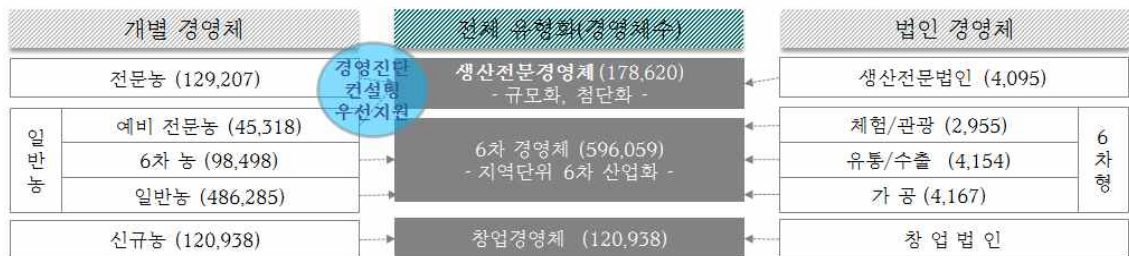 개별 경영체
전체 유형화(경영체수)
법인 경영체
전문농 (129,207)
경영진단
컨설팅
우선지원
생산전문경영체(178,620)
- 규모화, 첨단화 -
생산전문법인 (4,095)
일반농
예비 전문농 (45,318)
6차 농 (98,498)
일반농 (486,285)
6차 경영체 (596,059)
- 지역단위 6차 산업화 -
체험/관광 (2,955)
유통/수출 (4,154)
가 공 (4,167)
6차형
신규농 (120,938)
창업경영체 (120,938)
창 업 법 인